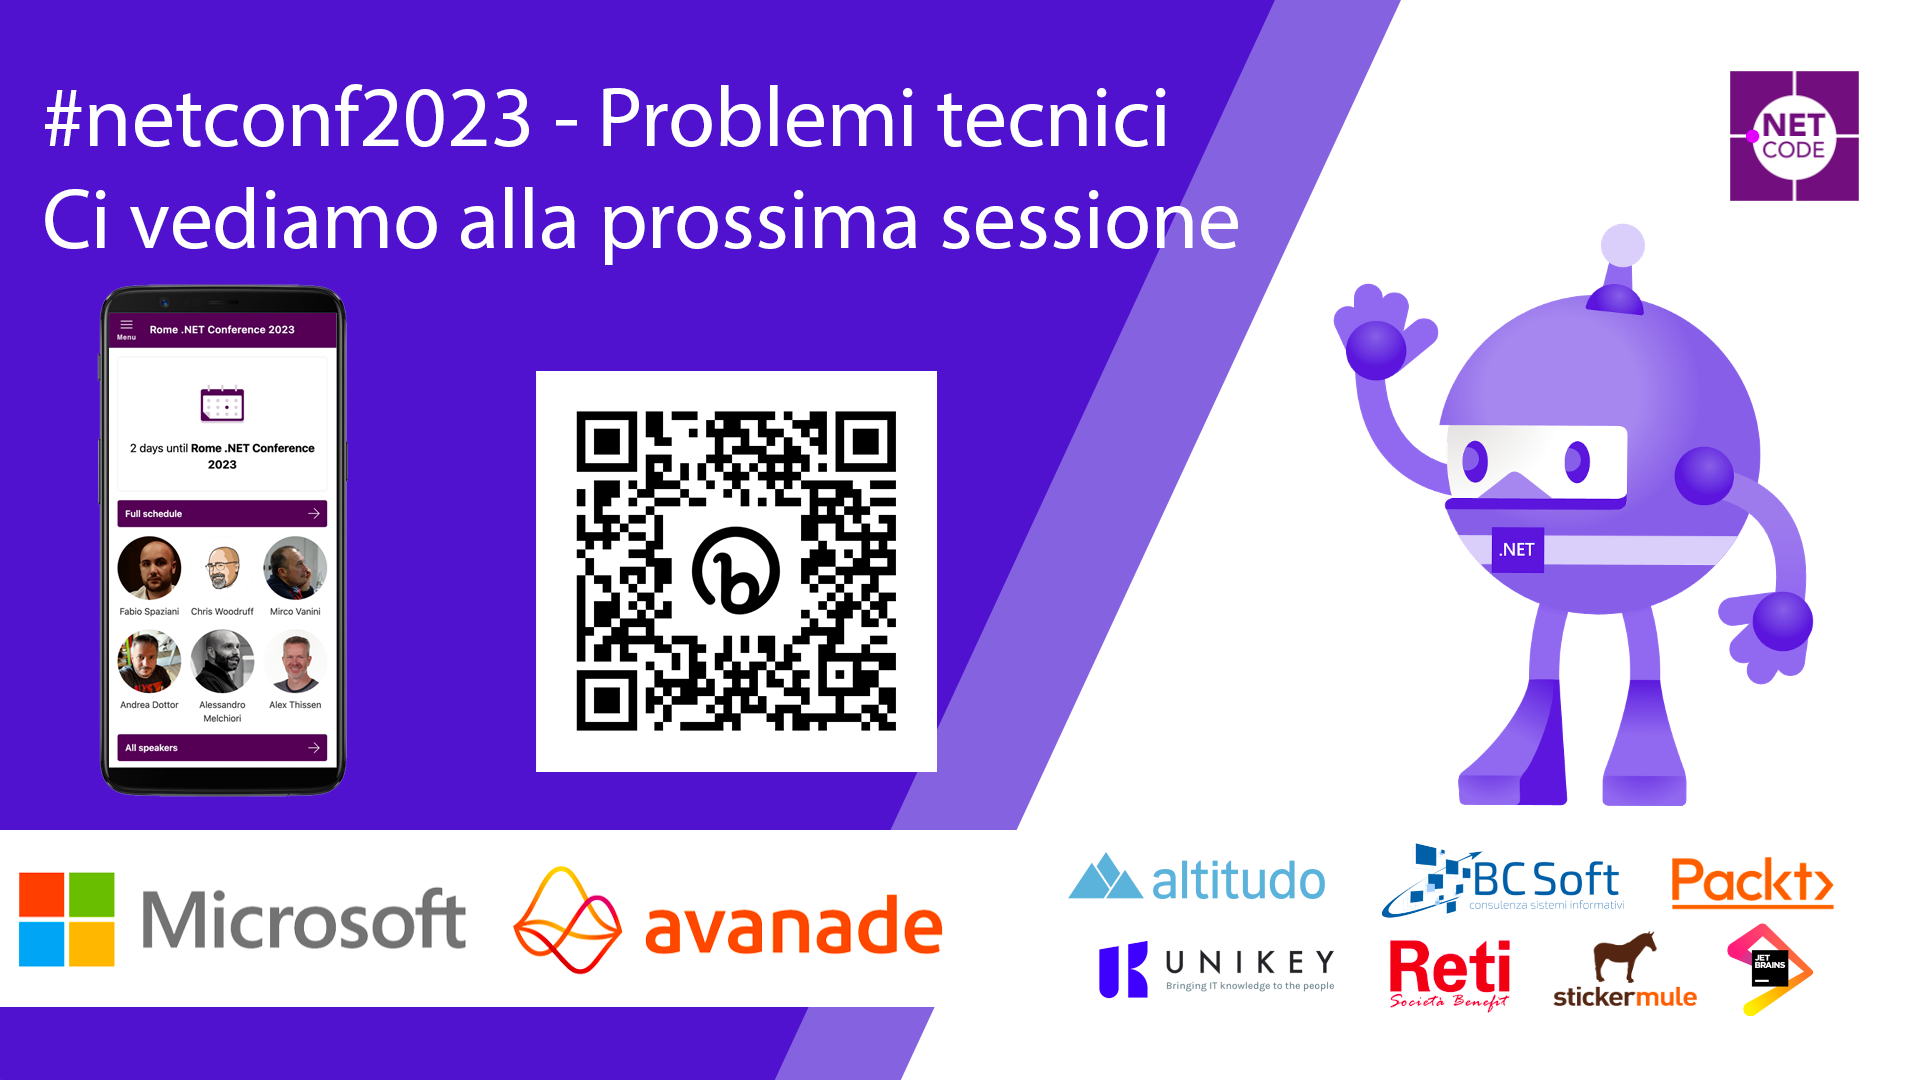 #netconf2023 - Problemi tecnici
Ci vediamo alla prossima sessione
NET
CODE
Menu
Rome .NET Conference 2023
2 days until Rome .NET Conference
2023
Full schedule
Fabio Spaziani
Chris Woodruff
Mirco Vanini
Andrea Dottor
Alessandro
Melchiori
Alex Thissen
All speakers
.NET
Microsoft
avanade
altitudo
BC Soft
consulenza sistemi informativi
Packt
UNIKEY
Bringing IT knowledge to the people
Reti
Società Benefit
stickermule
JET
BRAINS